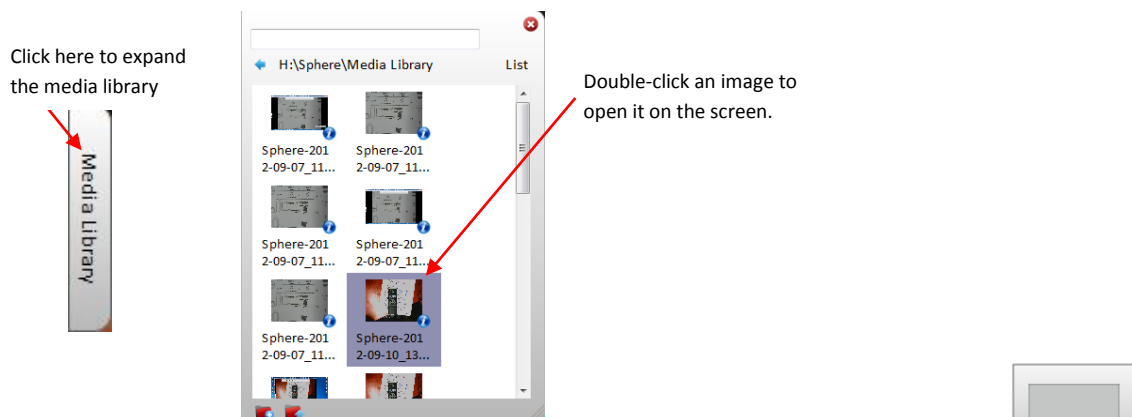 Click here to expand
the media library
Media Library
H:\Sphere\Media Library
List
Sphere-201
2-09-07_11...
Sphere-201
2-09-07_11...
Sphere-201
2-09-07_11...
Sphere-201
2-09-07_11...
Sphere-201
2-09-07_11...
Sphere-201
2-09-10_13...
Double-click an image to
open it on the screen.